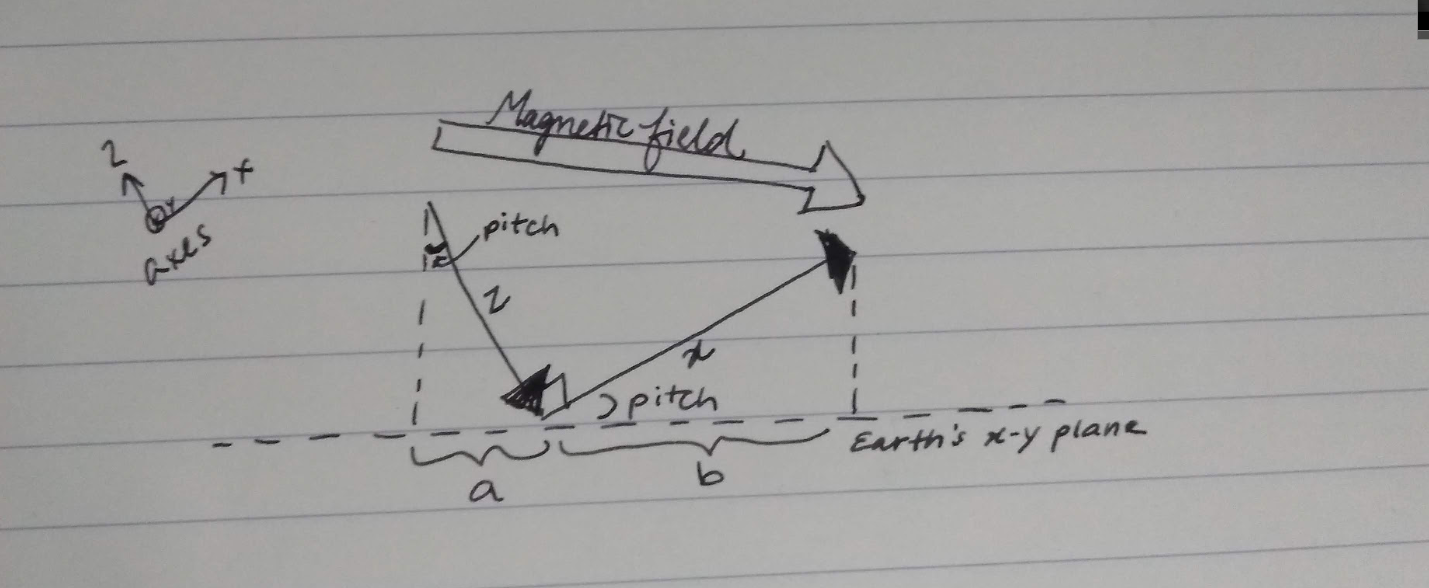 Magnetic field
z
x
y
axes
pitch
z
x
pitch
Earth's x-y plane
a
b